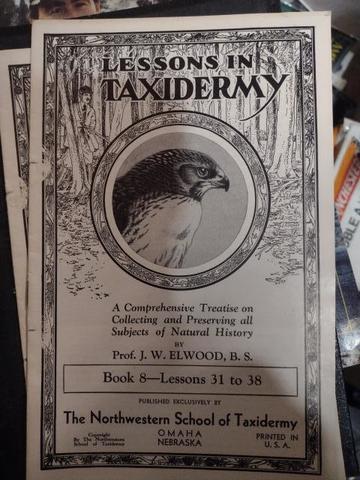 LESSONS IN
TAXIDERMY
A Comprehensive Treatise on
Collecting and Preserving all
Subjects of Natural History
BY
Prof. J. W. ELWOOD, B. S.
Book 8—Lessons 31 to 38
PUBLISHED EXCLUSIVELY BY
The Northwestern School of Taxidermy
Copyright
By The Northwestern
School of Taxidermy
OMAHA
NEBRASKA
PRINTED IN
U. S. A.